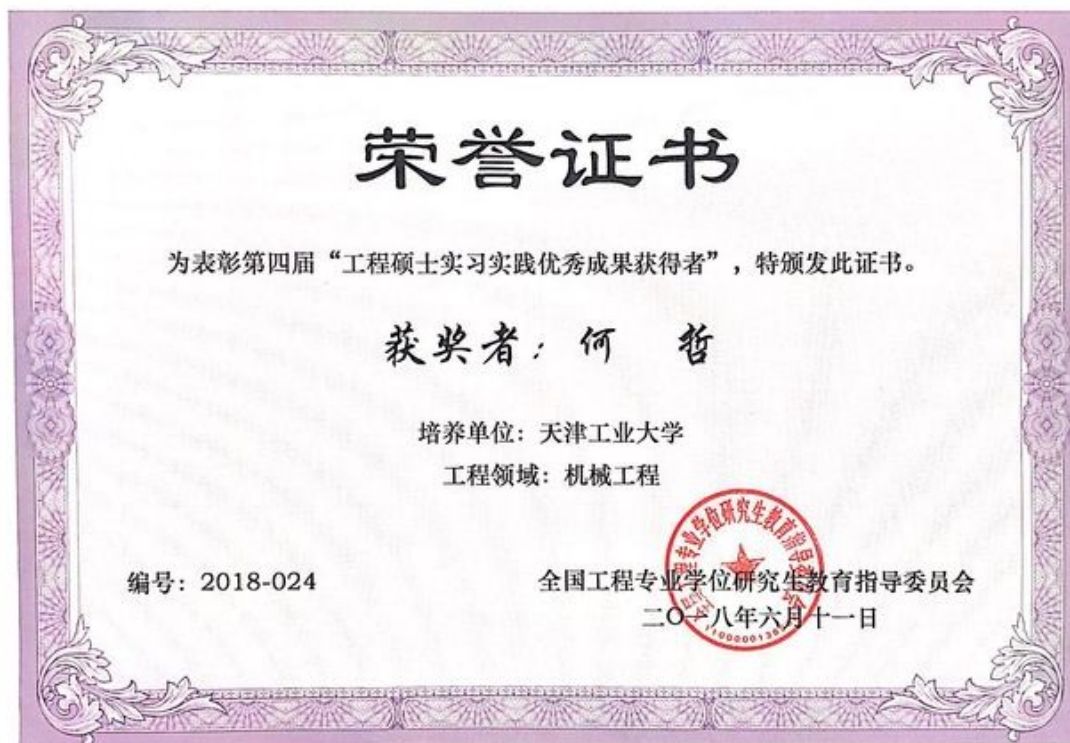 荣誉证书
为表彰第四届“工程硕士实习实践优秀成果获得者”，特颁发此证书。
获奖者：何 哲
培养单位：天津工业大学
工程领域：机械工程
编号：2018-024
全国工程专业学位研究生教育指导委员会
二〇一八年六月十一日